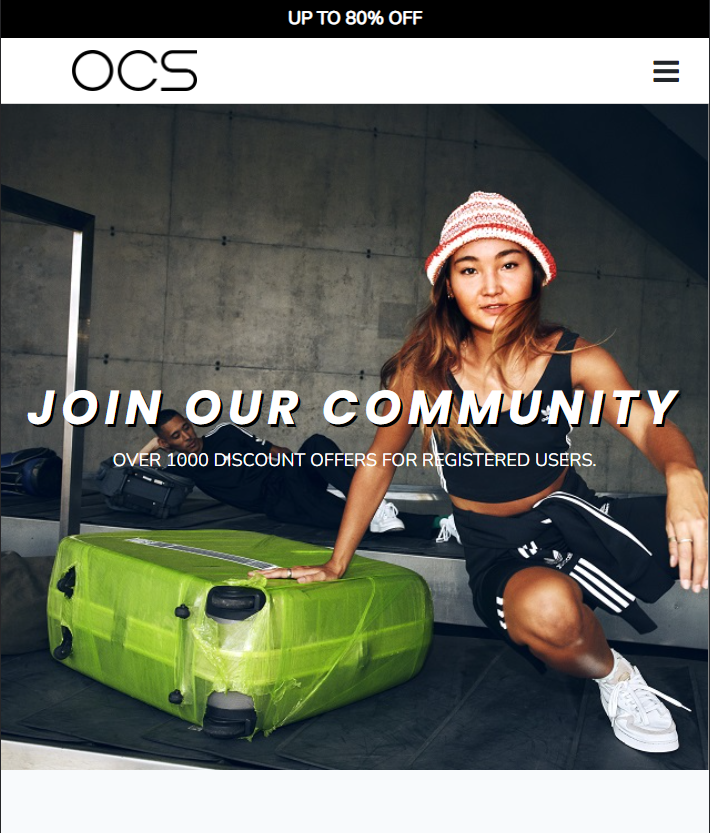 UP TO 80% OFF
OCS
JOIN OUR COMMUNITY
OVER 1000 DISCOUNT OFFERS FOR REGISTERED USERS.